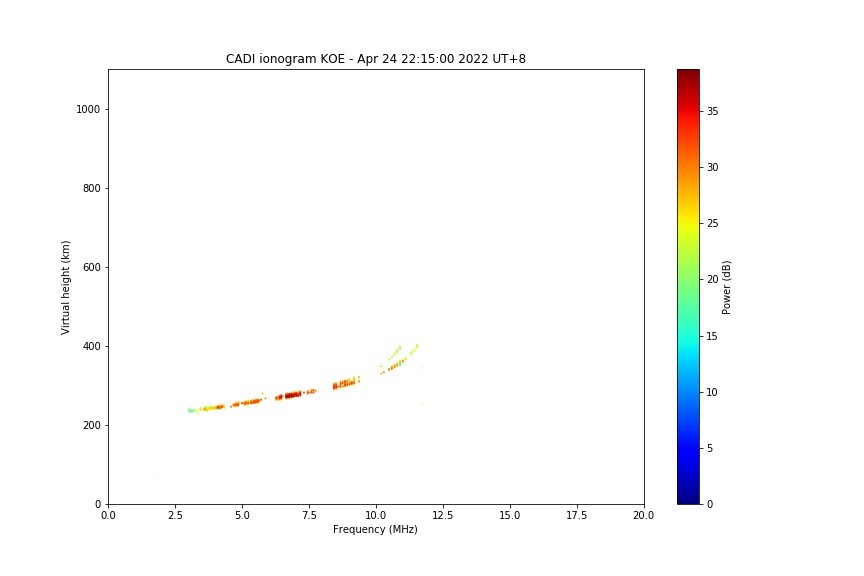 CADI ionogram KOE - Apr 24 22:15:00 2022 UT+8
1000
800
600
400
200
0
Virtual height (km)
0.0 2.5 5.0 7.5 10.0 12.5 15.0 17.5 20.0
Frequency (MHz)
35
30
25
20
15
10
5
0
Power (dB)